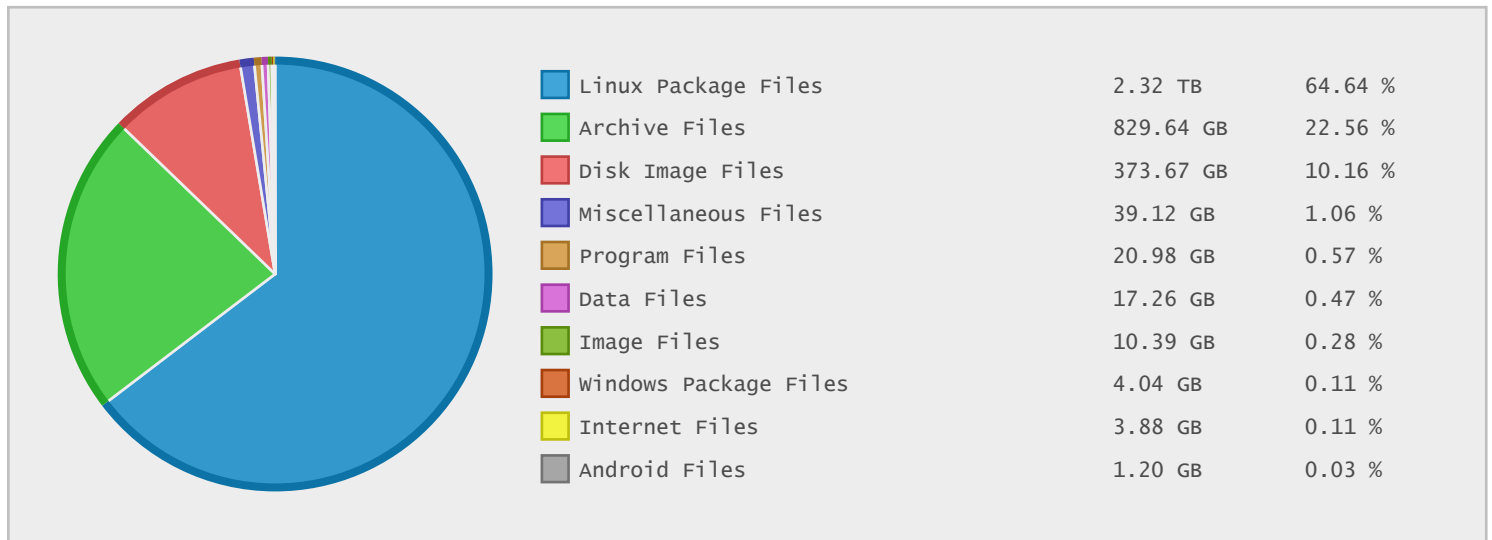 Linux Package Files 2.32 TB 64.64 %
Archive Files 829.64 GB 22.56 %
Disk Image Files 373.67 GB 10.16 %
Miscellaneous Files 39.12 GB 1.06 %
Program Files 20.98 GB 0.57 %
Data Files 17.26 GB 0.47 %
Image Files 10.39 GB 0.28 %
Windows Package Files 4.04 GB 0.11 %
Internet Files 3.88 GB 0.11 %
Android Files 1.20 GB 0.03 %